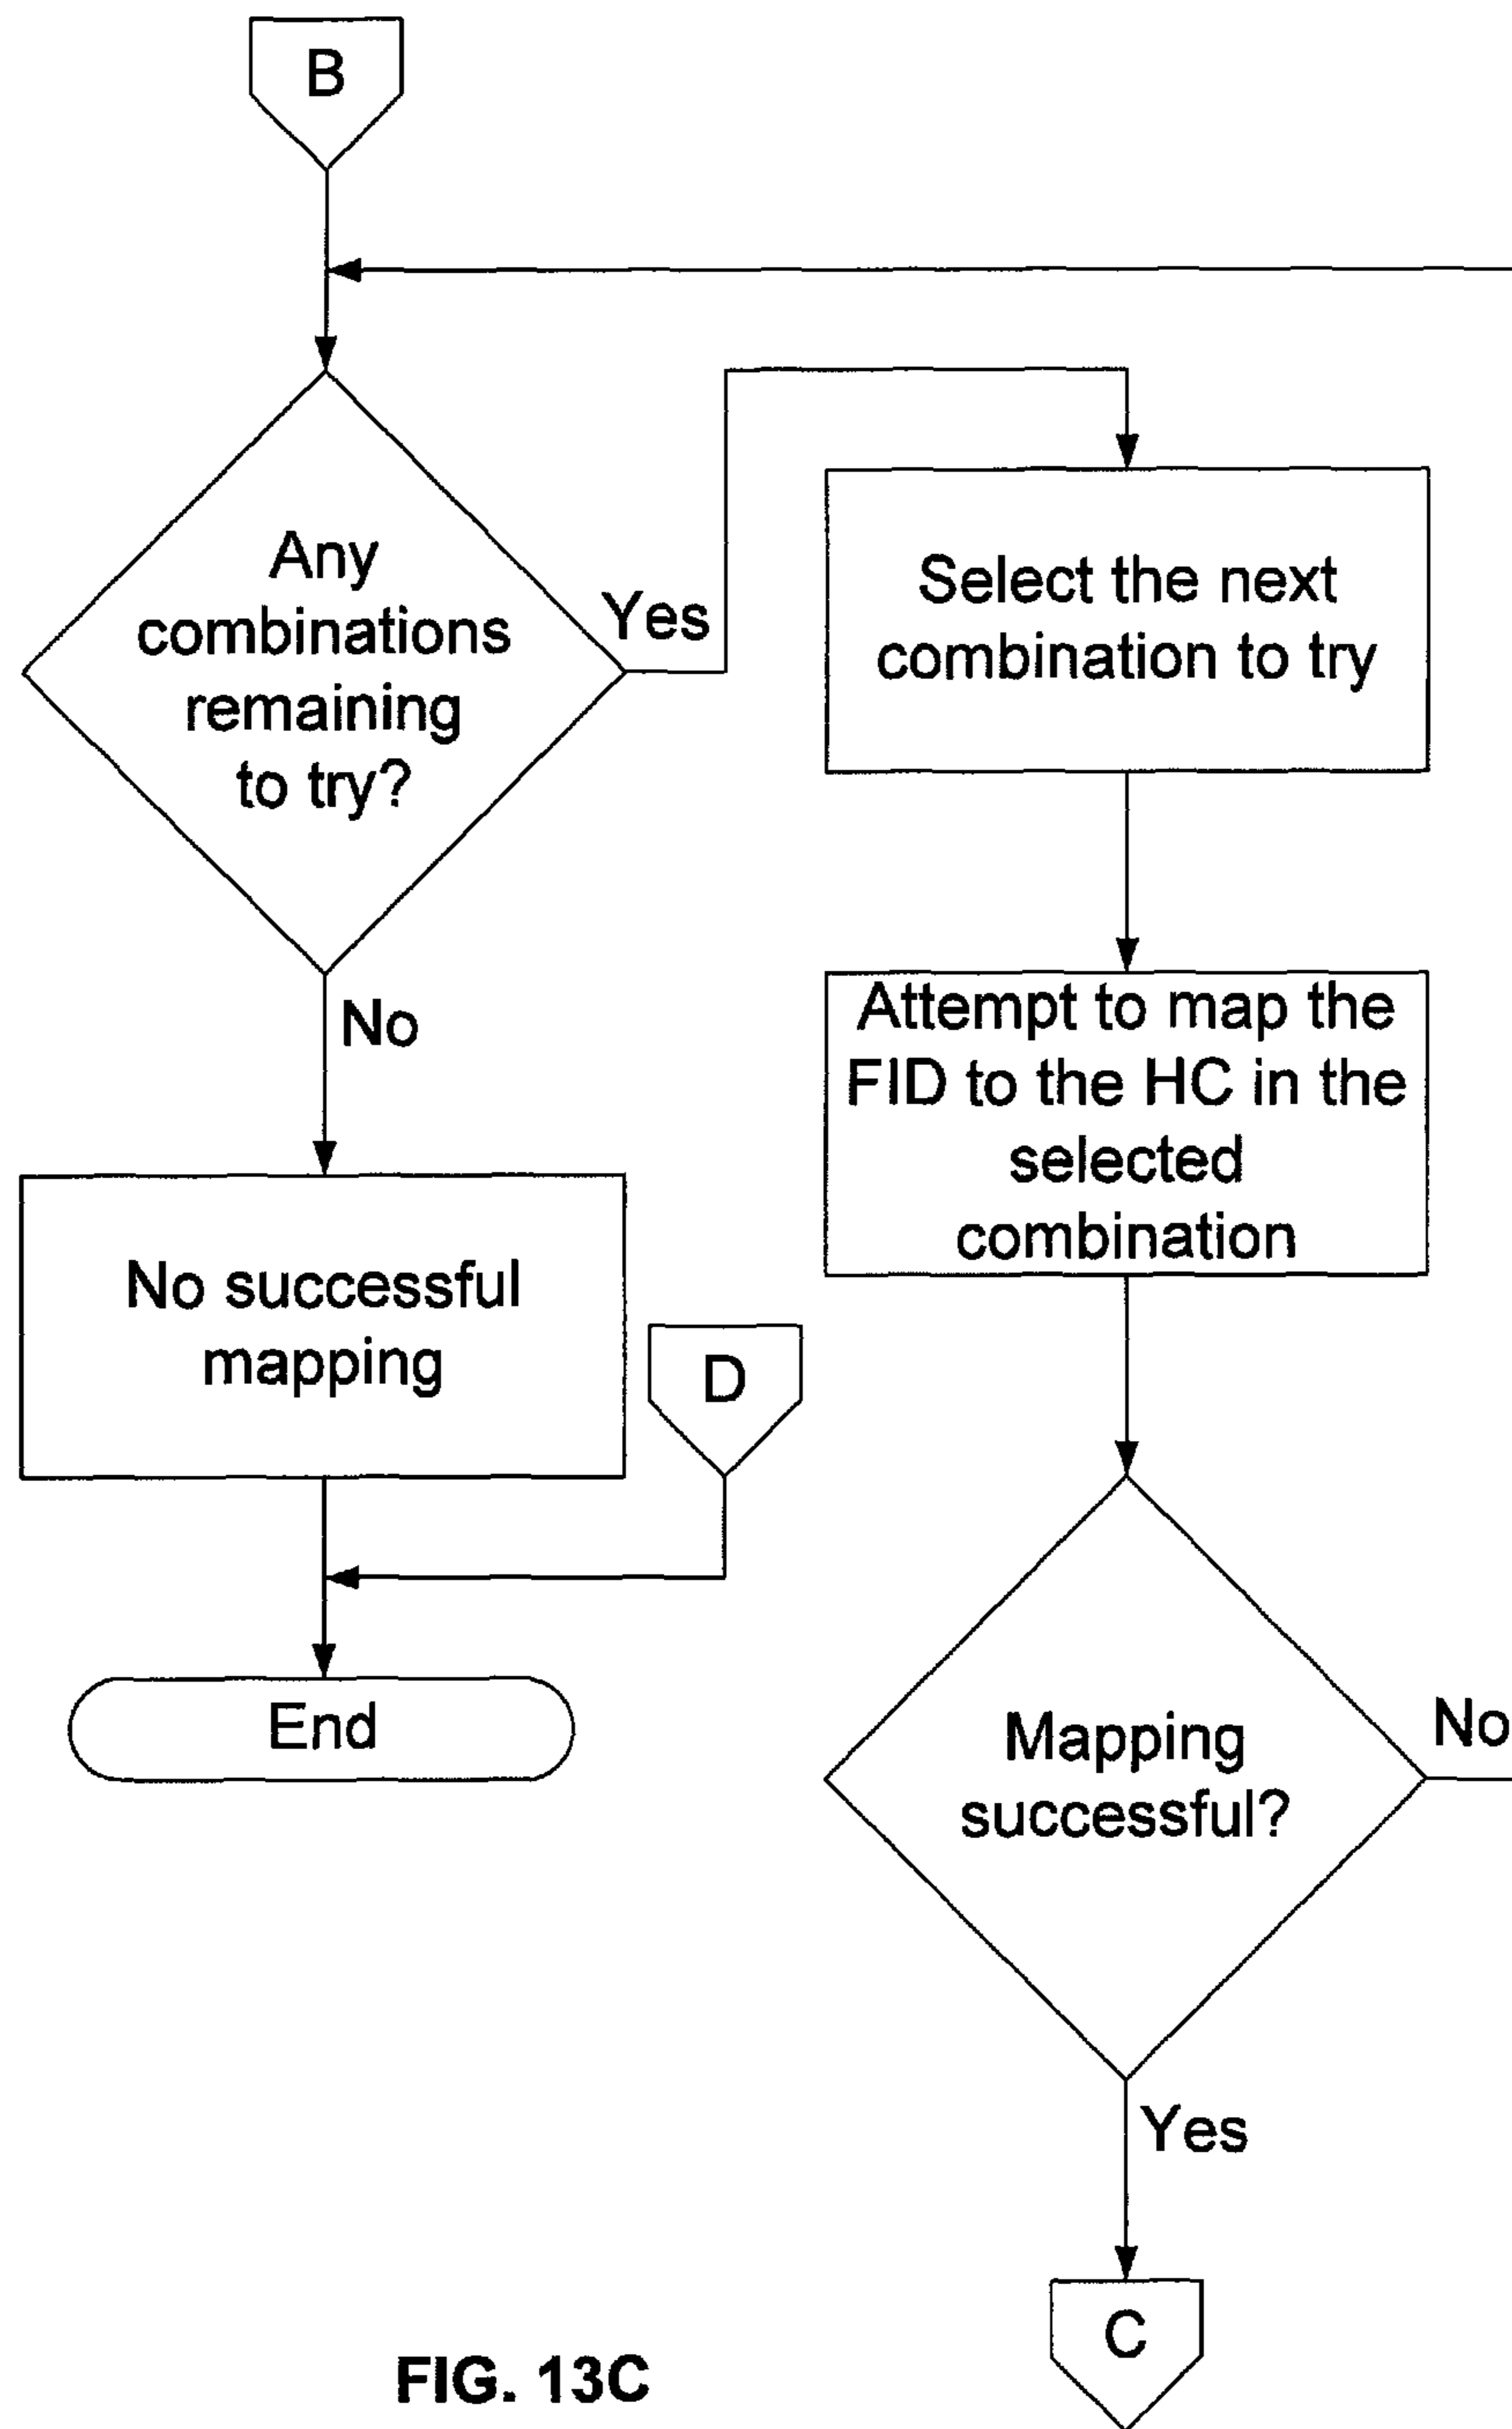 B
Any
combinations
remaining
to try?
Yes
Select the next
combination to try
No
Attempt to map the
FID to the HC in the
selected
combination
No successful
mapping
D
End
Mapping
successful?
No
Yes
C
FIG. 13C